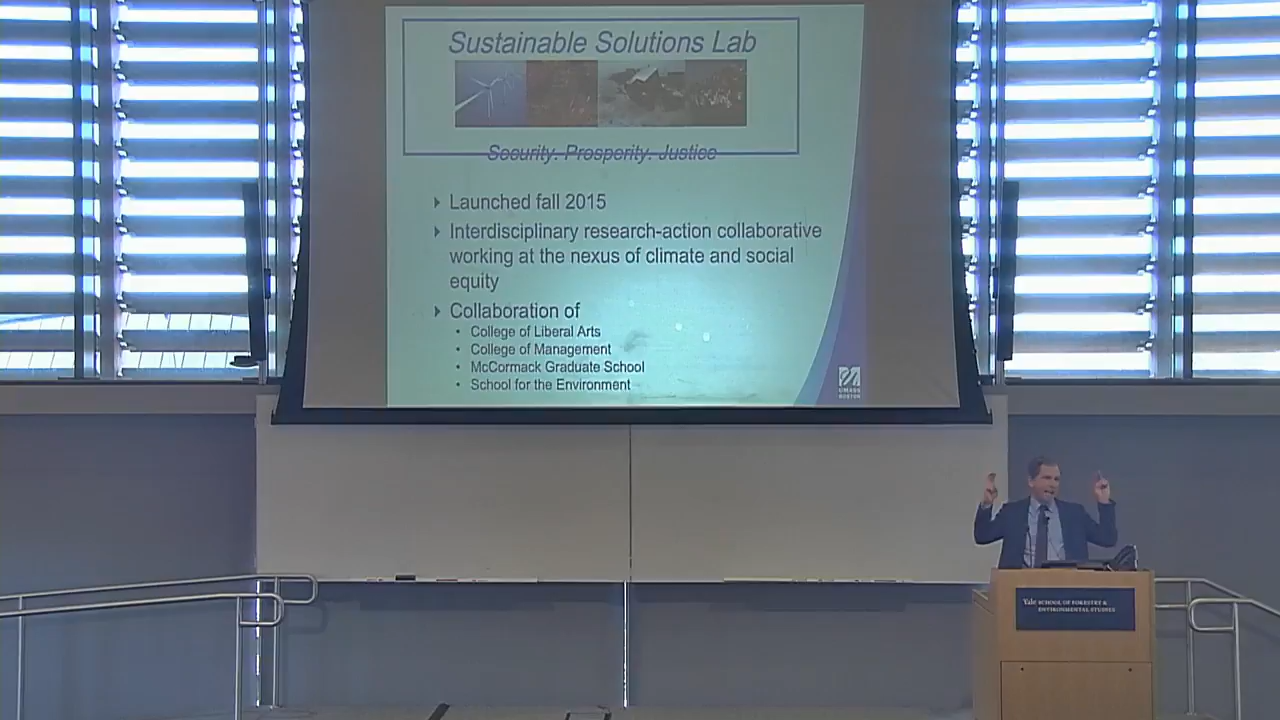 Sustainable Solutions Lab
Security. Prosperity. Justice
Launched fall 2015
Interdisciplinary research-action collaborative
working at the nexus of climate and social
equity
Collaboration of
• College of Liberal Arts
• College of Management
• McCormack Graduate School
• School for the Environment
UMASS
BOSTON
Yale SCHOOL OF FORESTRY &
ENVIRONMENTAL STUDIES